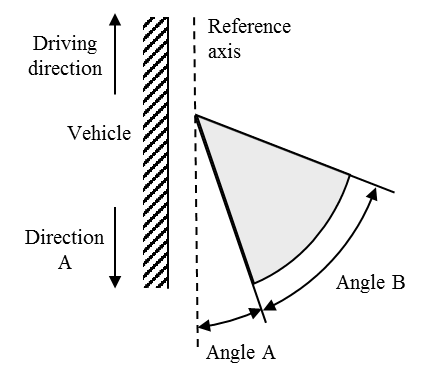 Driving
direction
Reference
axis
Vehicle
Direction
A
Angle B
Angle A